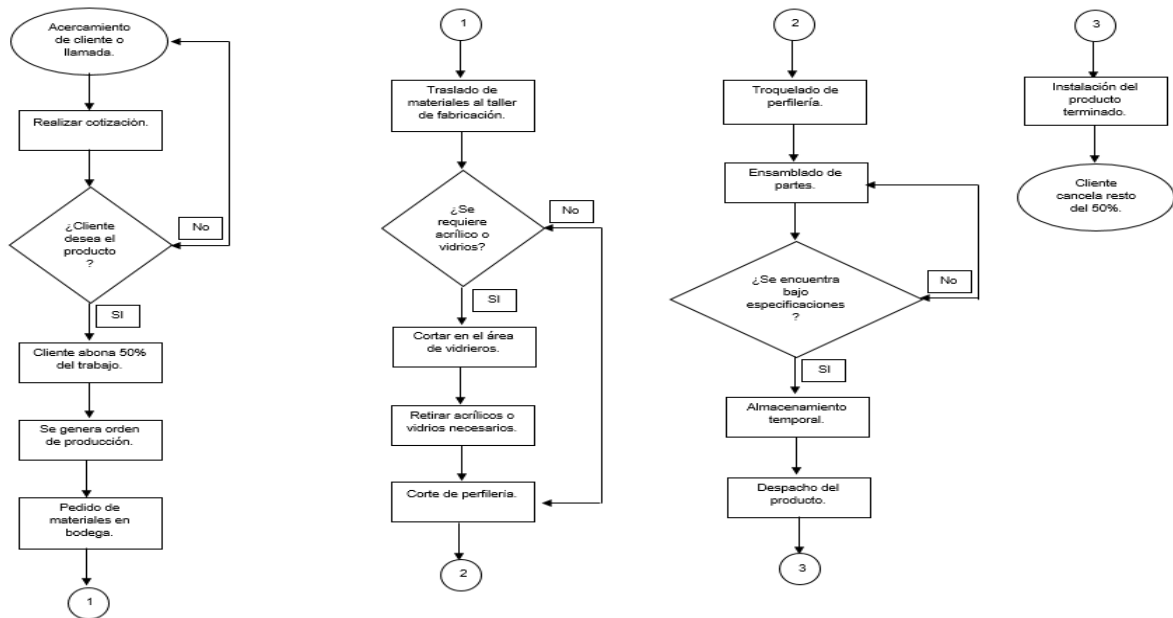 Acercamiento
de cliente o
llamada.
Realizar cotización.
¿Cliente
desea el
producto
?
No
SI
Cliente abona 50%
del trabajo.
Se genera orden
de producción.
Pedido de
materiales en
bodega.
1
1
Traslado de
materiales al taller
de fabricación.
¿Se
requiere
acrílico o
vidrios?
No
SI
Cortar en el área
de vidrieros.
Retirar acrílicos o
vidrios necesarios.
Corte de perfilería.
2
2
Troquelado de
perfilería.
Ensamblado de
partes.
¿Se encuentra
bajo
especificaciones
?
No
SI
Almacenamiento
temporal.
Despacho del
producto.
3
3
Instalación del
producto
terminado.
Cliente
cancela resto
del 50%.